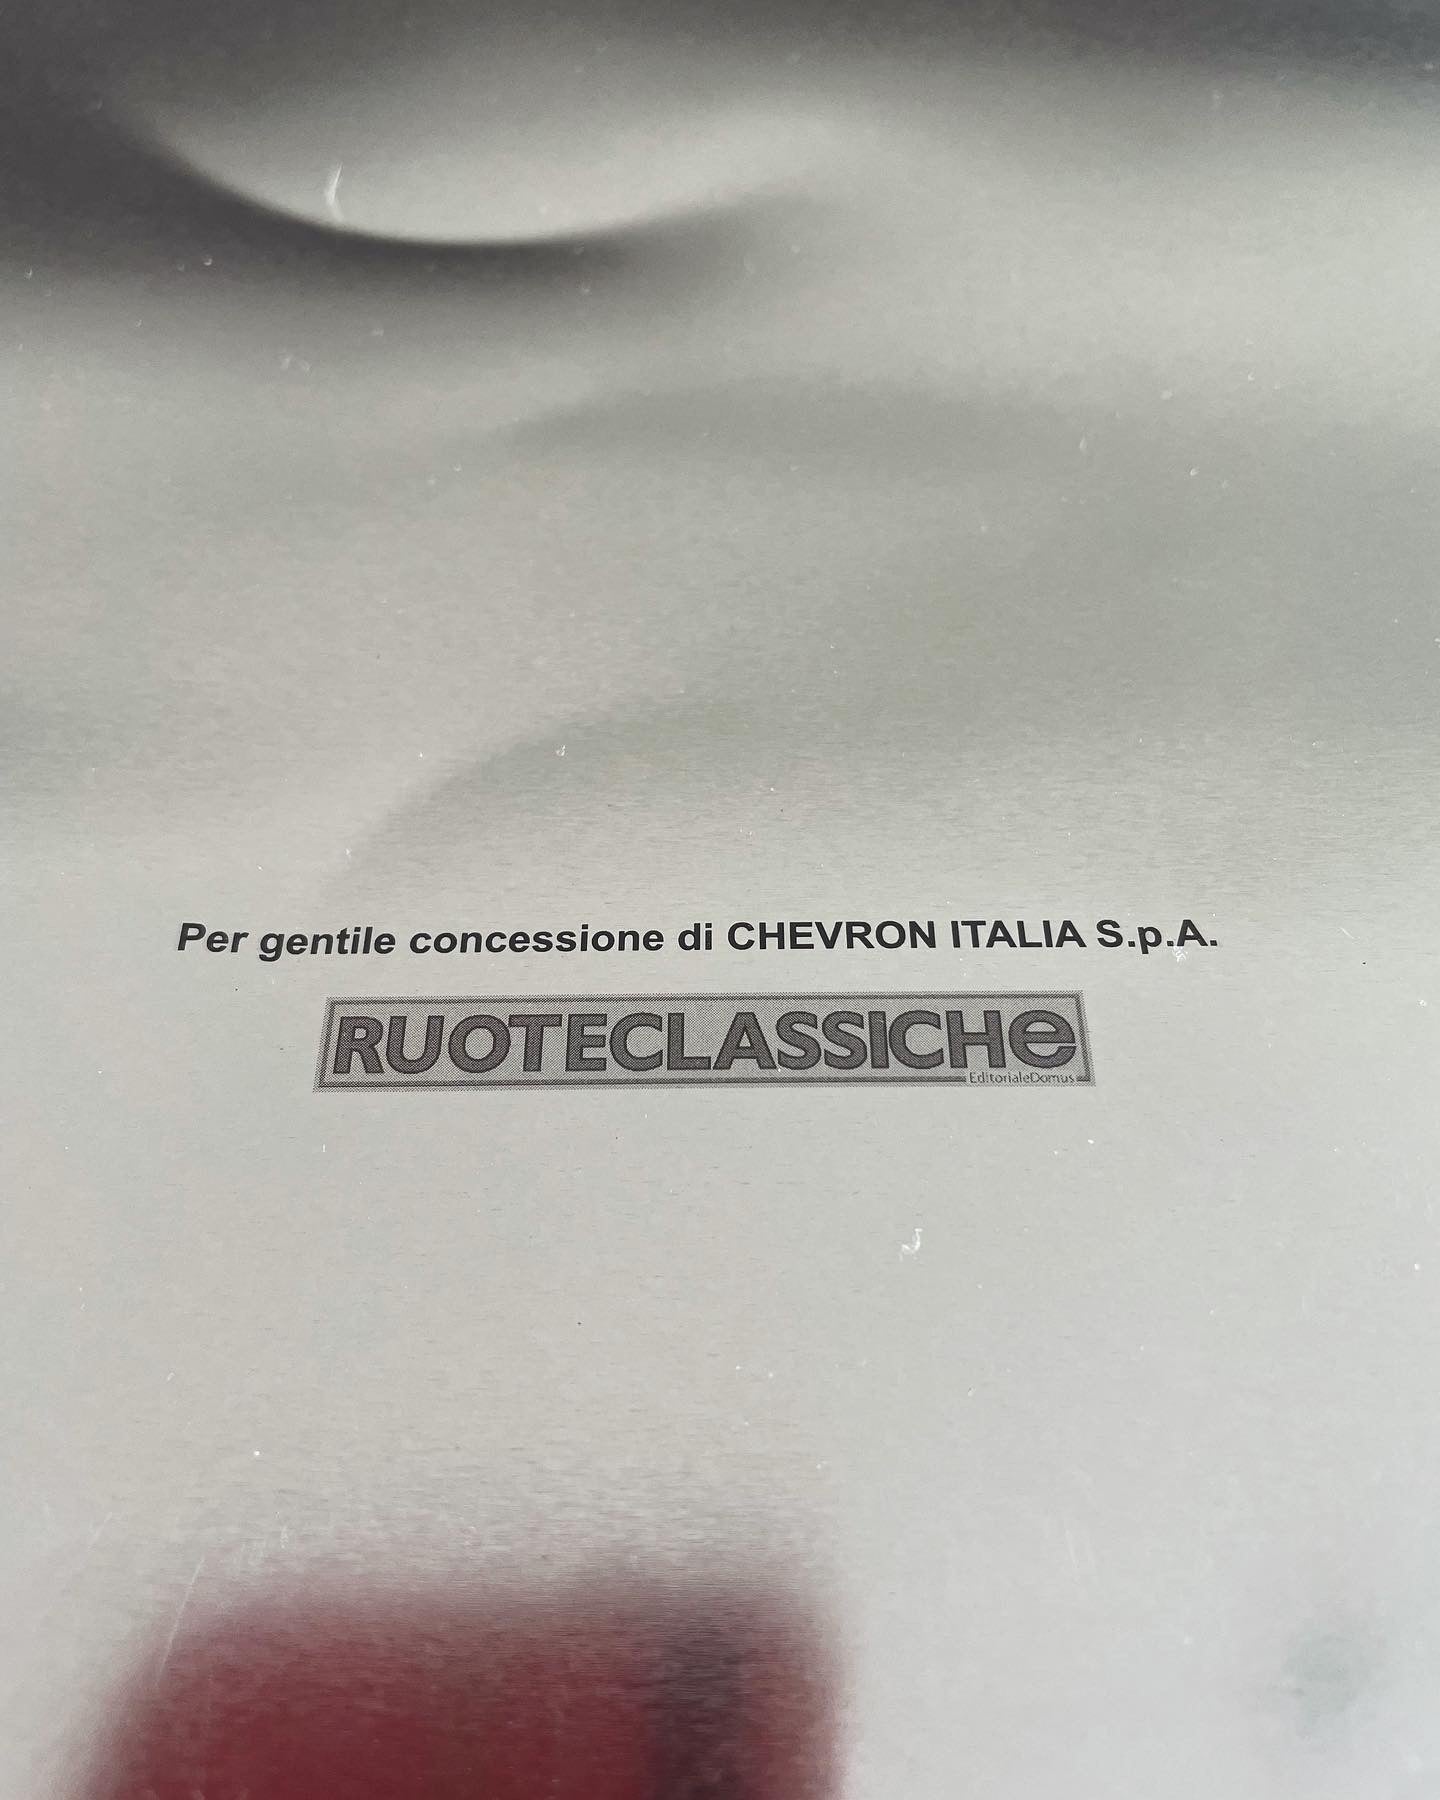 Per gentile concessione di CHEVRON ITALIA S.p.A.
RUOTECLASSICHe
EditorialeDomus